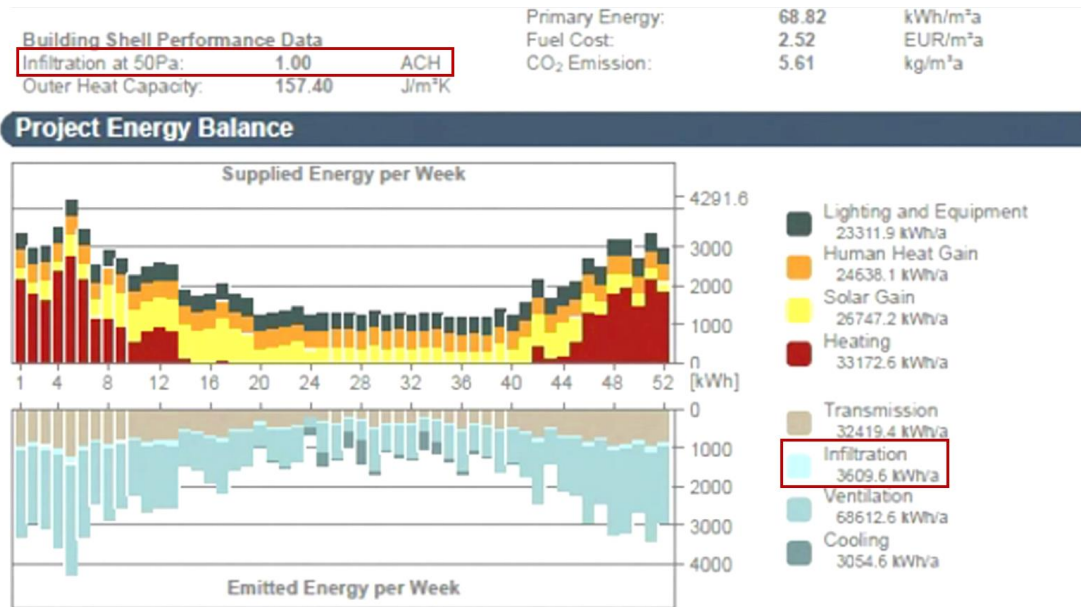 Primary Energy: 68.82 kWh/m²a
Building Shell Performance Data
Fuel Cost: 2.52 EUR/m²a
Infiltration at 50Pa: 1.00 ACH
CO₂ Emission: 5.61 kg/m²a
Outer Heat Capacity: 157.40 J/m²K
Project Energy Balance
Supplied Energy per Week
4291.6
3000
2000
1000
0
1 4 8 12 16 20 24 28 32 36 40 44 48 52 [kWh]
Lighting and Equipment
23311.9 kWh/a
Human Heat Gain
24638.1 kWh/a
Solar Gain
26747.2 kWh/a
Heating
33172.6 kWh/a
0
1000
2000
3000
4000
Emitted Energy per Week
Transmission
32419.4 kWh/a
Infiltration
3609.6 kWh/a
Ventilation
68612.6 kWh/a
Cooling
3054.6 kWh/a